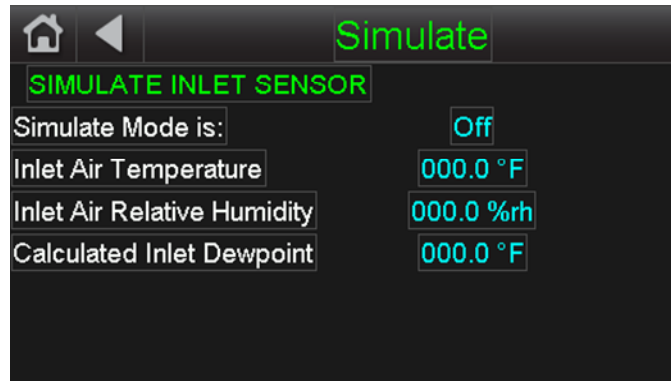 Simulate
SIMULATE INLET SENSOR
Simulate Mode is: Off
Inlet Air Temperature 000.0 °F
Inlet Air Relative Humidity 000.0 %rh
Calculated Inlet Dewpoint 000.0 °F